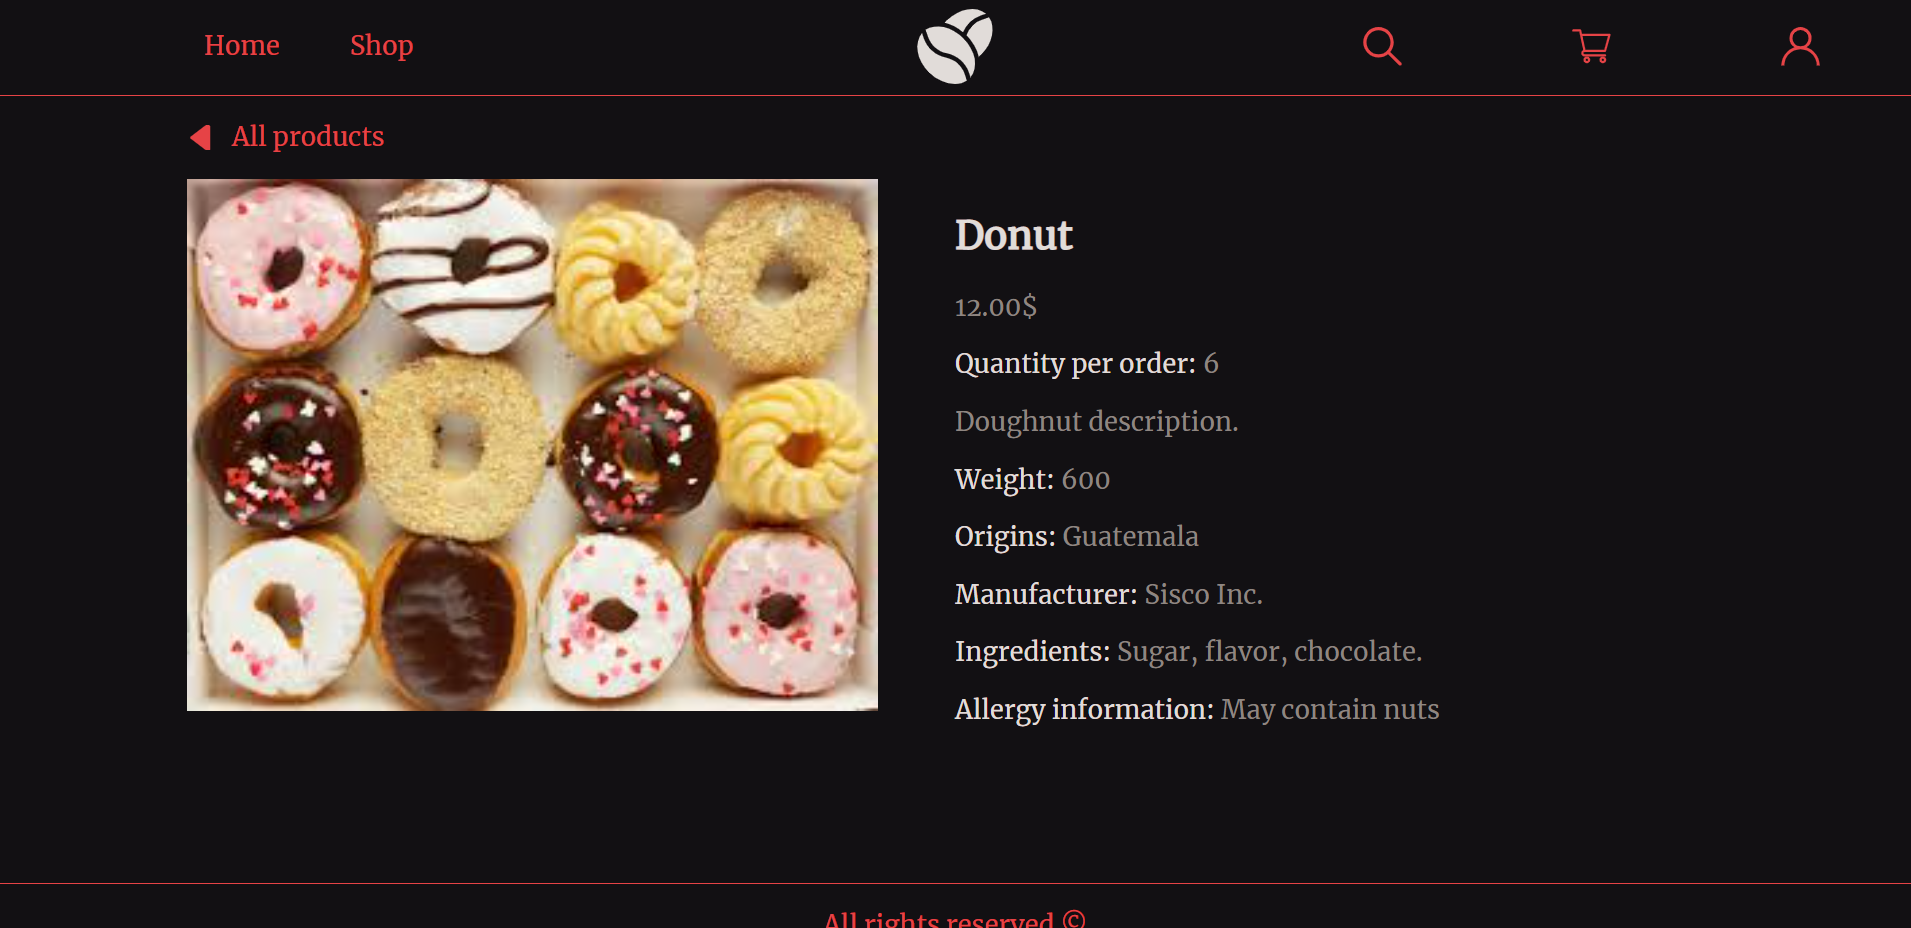 Home
Shop
All products
Donut
12.00$
Quantity per order: 6
Doughnut description.
Weight: 600
Origins: Guatemala
Manufacturer: Sisco Inc.
Ingredients: Sugar, flavor, chocolate.
Allergy information: May contain nuts
All rights reserved ©